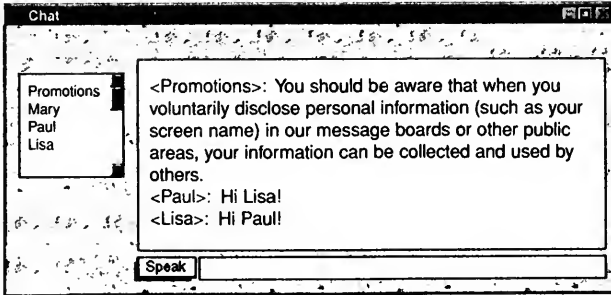 Chat
Promotions
Mary
Paul
Lisa
<Promotions>: You should be aware that when you
voluntarily disclose personal information (such as your
screen name) in our message boards or other public
areas, your information can be collected and used by
others.
<Paul>: Hi Lisa!
<Lisa>: Hi Paul!
Speak